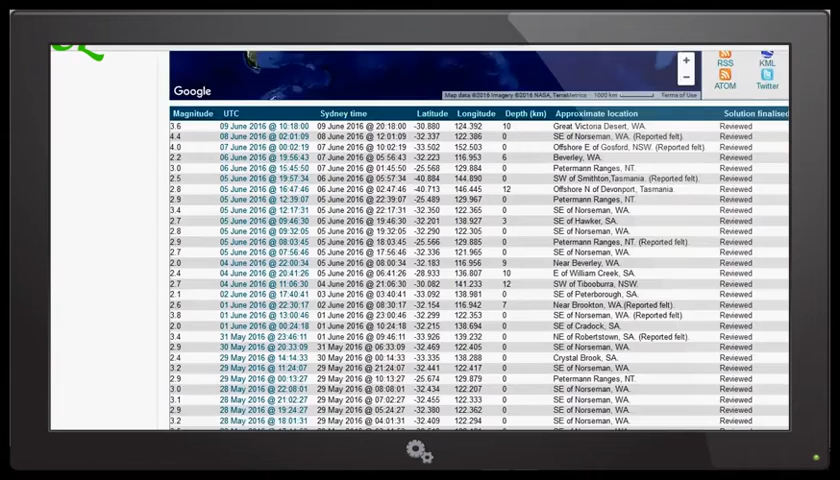 RSS
KML
ATOM
Twitter
Google
Map data ©2016 Imagery ©2016 NASA, TerraMetrics 1000 km Terms of Use
Magnitude UTC Sydney time Latitude Longitude Depth (km) Approximate location Solution finalised
3.6 09 June 2016 @ 10:18:00 09 June 2016 @ 20:18:00 -30.880 124.392 10 Great Victoria Desert, WA. Reviewed
4.4 08 June 2016 @ 02:01:09 08 June 2016 @ 12:01:09 -32.337 122.386 0 SE of Norseman, WA. (Reported felt). Reviewed
4.0 07 June 2016 @ 00:02:19 07 June 2016 @ 10:02:19 -33.502 152.503 0 Offshore E of Gosford, NSW. (Reported felt). Reviewed
2.2 06 June 2016 @ 19:56:43 07 June 2016 @ 05:56:43 -32.223 116.953 6 Beverley, WA. Reviewed
3.0 06 June 2016 @ 15:45:50 07 June 2016 @ 01:45:50 -25.568 129.884 0 Petermann Ranges, NT. Reviewed
2.5 05 June 2016 @ 19:57:34 06 June 2016 @ 05:57:34 -40.884 144.890 0 SW of Smithton,Tasmania. (Reported felt). Reviewed
2.8 05 June 2016 @ 16:47:46 06 June 2016 @ 02:47:46 -40.713 146.445 12 Offshore N of Devonport, Tasmania. Reviewed
2.9 05 June 2016 @ 12:39:07 05 June 2016 @ 22:39:07 -25.489 129.967 0 Petermann Ranges, NT. Reviewed
3.4 05 June 2016 @ 12:17:31 05 June 2016 @ 22:17:31 -32.350 122.365 0 SE of Norseman, WA. Reviewed
2.7 05 June 2016 @ 09:46:30 05 June 2016 @ 19:46:30 -32.201 138.927 3 SE of Hawker, SA. Reviewed
2.8 05 June 2016 @ 09:32:05 05 June 2016 @ 19:32:05 -32.290 122.305 0 SE of Norseman, WA. Reviewed
2.9 05 June 2016 @ 08:03:45 05 June 2016 @ 18:03:45 -25.566 129.885 0 Petermann Ranges, NT. (Reported felt). Reviewed
2.7 05 June 2016 @ 07:56:46 05 June 2016 @ 17:56:46 -32.336 121.965 0 SE of Norseman, WA. Reviewed
2.0 04 June 2016 @ 22:00:34 05 June 2016 @ 08:00:34 -32.183 116.956 9 Near Beverley, WA. Reviewed
2.4 04 June 2016 @ 20:41:26 05 June 2016 @ 06:41:26 -28.933 136.807 10 E of William Creek, SA. Reviewed
2.7 04 June 2016 @ 11:06:30 04 June 2016 @ 21:06:30 -30.082 141.233 12 SW of Tibooburra, NSW. Reviewed
2.1 02 June 2016 @ 17:40:41 03 June 2016 @ 03:40:41 -33.092 138.981 0 SE of Peterborough, SA. Reviewed
2.6 01 June 2016 @ 22:30:17 02 June 2016 @ 08:30:17 -32.154 116.942 7 Near Brookton, WA.(Reported felt) Reviewed
3.8 01 June 2016 @ 13:00:46 01 June 2016 @ 23:00:46 -32.299 122.353 0 SE of Norseman, WA. (Reported felt) Reviewed
2.0 01 June 2016 @ 00:24:18 01 June 2016 @ 10:24:18 -32.215 138.694 0 SE of Cradock, SA. Reviewed
3.4 31 May 2016 @ 23:46:11 01 June 2016 @ 09:46:11 -33.926 139.232 0 NE of Robertstown, SA. (Reported felt). Reviewed
2.9 30 May 2016 @ 20:33:09 31 May 2016 @ 06:33:09 -32.469 122.405 0 SE of Norseman, WA. Reviewed
2.4 29 May 2016 @ 14:14:33 30 May 2016 @ 00:14:33 -33.335 138.288 0 Crystal Brook, SA. Reviewed
3.2 29 May 2016 @ 11:24:07 29 May 2016 @ 21:24:07 -32.441 122.417 0 SE of Norseman, WA. Reviewed
2.9 29 May 2016 @ 00:13:27 29 May 2016 @ 10:13:27 -25.674 129.879 0 Petermann Ranges, NT. Reviewed
3.0 28 May 2016 @ 22:08:01 29 May 2016 @ 08:08:01 -32.434 122.207 0 SE of Norseman, WA. Reviewed
3.1 28 May 2016 @ 21:02:27 29 May 2016 @ 07:02:27 -32.455 122.333 0 SE of Norseman, WA. Reviewed
2.9 28 May 2016 @ 19:24:27 29 May 2016 @ 05:24:27 -32.380 122.362 0 SE of Norseman, WA. Reviewed
3.2 28 May 2016 @ 18:01:31 29 May 2016 @ 04:01:31 -32.409 122.294 0 SE of Norseman, WA. Reviewed